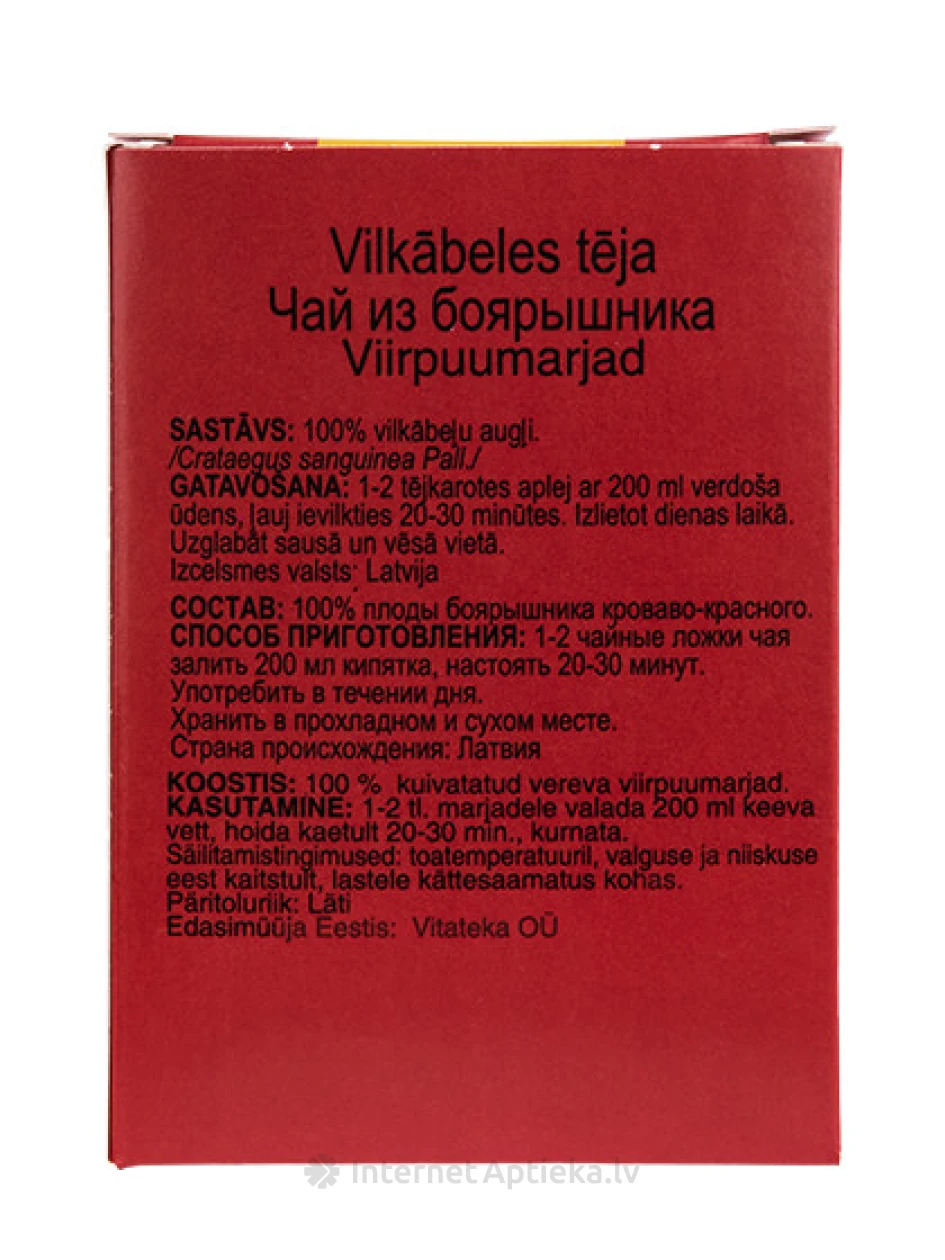 Vilkābeles tēja
Чай из боярышника
Viirpuumarjad
SASTĀVS: 100% vilkābeļu augļi.
/Crataegus sanguinea Pall./
GATAVOŠANA: 1-2 tējkarotes aplej ar 200 ml verdoša
ūdens, ļauj ievilkties 20-30 minūtes. Izlietot dienas laikā.
Uzglabāt sausā un vēsā vietā.
Izcelsmes valsts: Latvija
СОСТАВ: 100% плоды боярышника кроваво-красного.
СПОСОБ ПРИГОТОВЛЕНИЯ: 1-2 чайные ложки чая
залить 200 мл кипятка, настоять 20-30 минут.
Употребить в течении дня.
Хранить в прохладном и сухом месте.
Страна происхождения: Латвия
KOOSTIS: 100 % kuivatatud vereva viirpuumarjad.
KASUTAMINE: 1-2 tl. marjadele valada 200 ml keeva
vett, hoida kaetult 20-30 min., kurnata.
Säilitamistingimused: toatemperatuuril, valguse ja niiskuse
eest kaitstult, lastele kättesaamatus kohas.
Päritoluriik: Läti
Edasimüüja Eestis: Vitateka OÜ
Internet Aptieka.lv